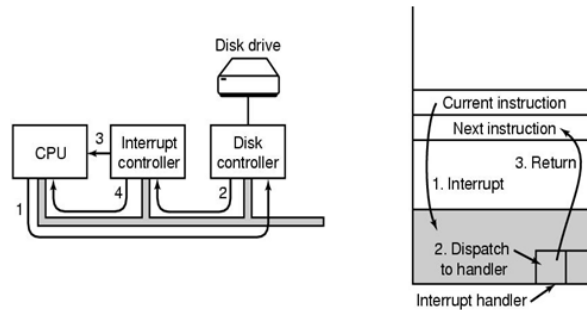 Disk drive
CPU
3
Interrupt
controller
Disk
controller
1
4
2
Current instruction
Next instruction
3. Return
1. Interrupt
2. Dispatch
to handler
Interrupt handler